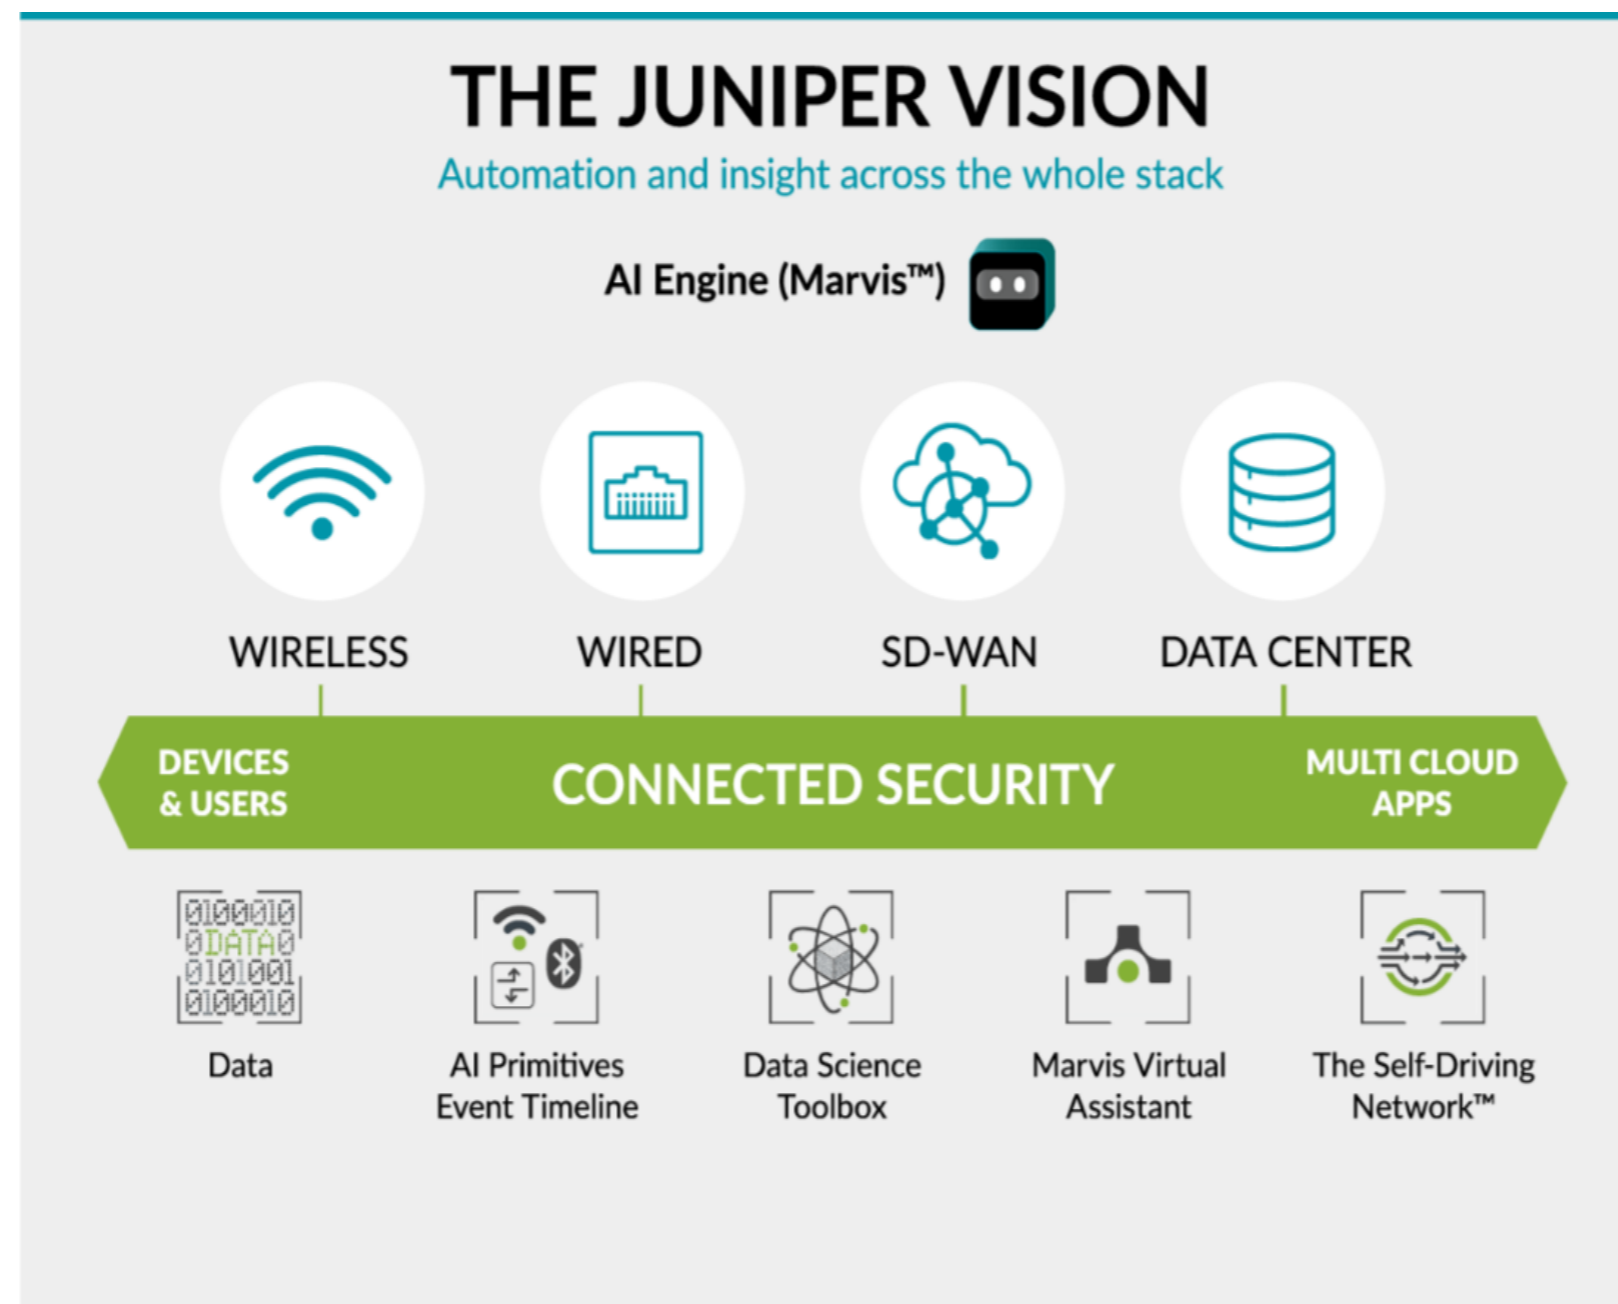 THE JUNIPER VISION
Automation and insight across the whole stack
AI Engine (Marvis™)
WIRELESS
WIRED
SD-WAN
DATA CENTER
DEVICES
& USERS
CONNECTED SECURITY
MULTI CLOUD
APPS
0100010
0DATA0
0101001
0100010
Data
AI Primitives
Event Timeline
Data Science
Toolbox
Marvis Virtual
Assistant
The Self-Driving
Network™